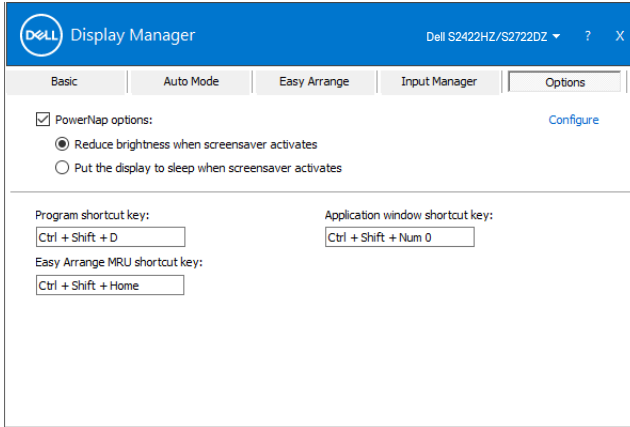 DELL Display Manager Dell S2422HZ/S2722DZ ? X
Basic Auto Mode Easy Arrange Input Manager Options
PowerNap options: Configure
Reduce brightness when screensaver activates
Put the display to sleep when screensaver activates
Program shortcut key: Application window shortcut key:
Ctrl + Shift + D Ctrl + Shift + Num 0
Easy Arrange MRU shortcut key:
Ctrl + Shift + Home